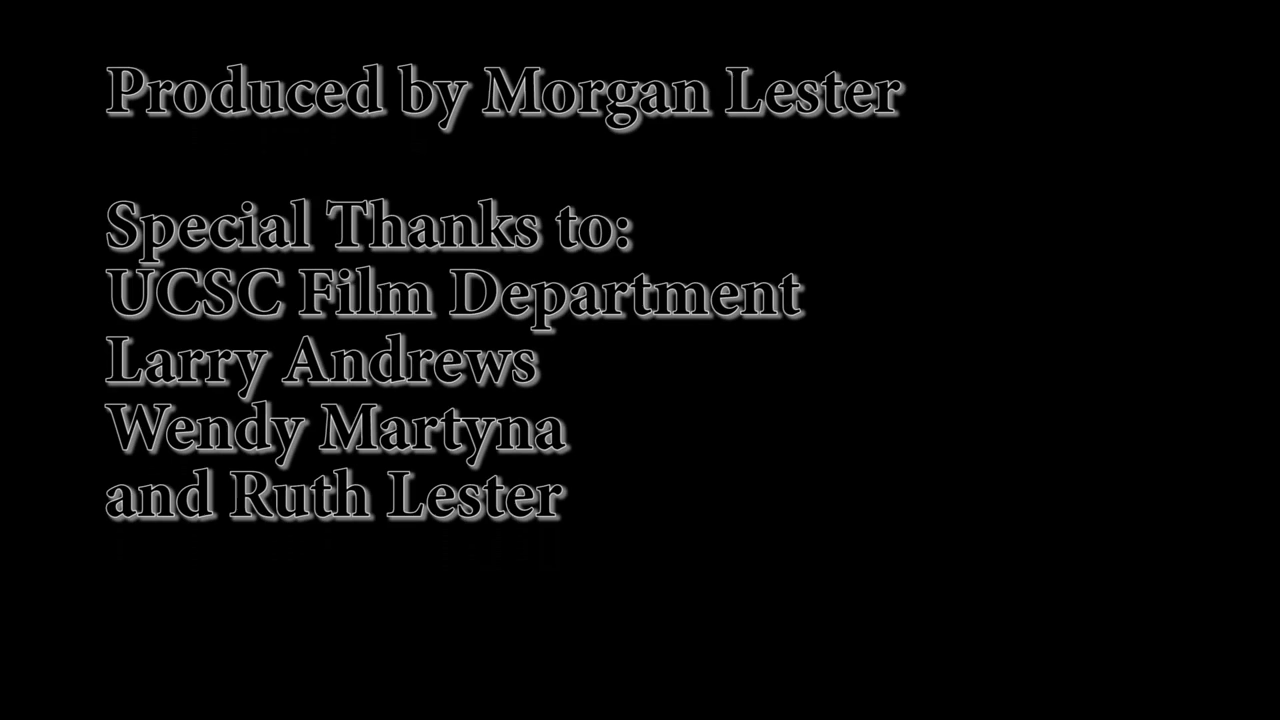 Produced by Morgan Lester
Special Thanks to:
UCSC Film Department
Larry Andrews
Wendy Martyna
and Ruth Lester